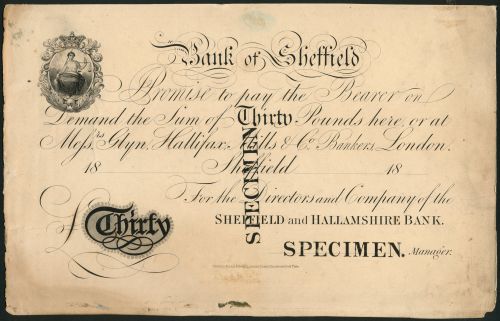 Bank of Sheffield
Promise to pay the Bearer on
Demand the Sum of Thirty Pounds here, or at
Messrs Glyn, Hallifax, Mills & Co. Bankers, London.
18 Sheffield 18
For the Directors and Company of the
SHEFFIELD and HALLAMSHIRE BANK.
£ Thirty
SPECIMEN
SPECIMEN. Manager.